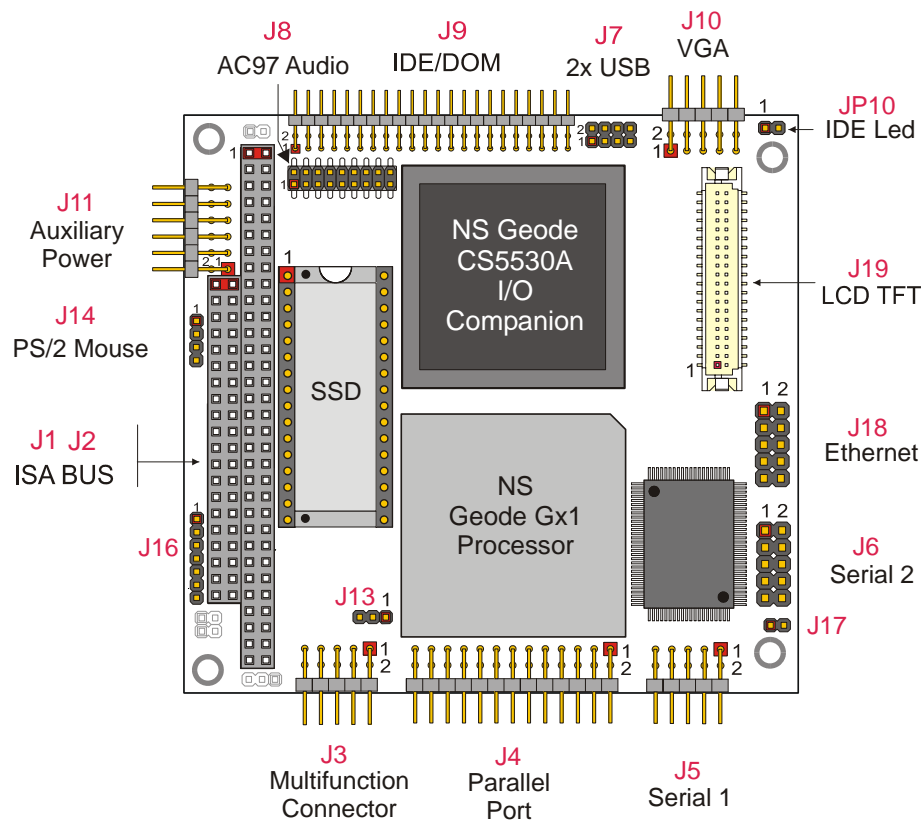 J8
AC97 Audio
J9
IDE/DOM
J7
2x USB
J10
VGA
JP10
IDE Led
1
2
1
2
1
2
1
1
1
1
J11
Auxiliary
Power
2 1
1
NS Geode
CS5530A
I/O
Companion
J19
LCD TFT
1
J14
PS/2 Mouse
1
SSD
J1 J2
ISA BUS
1 2
J18
Ethernet
NS
Geode Gx1
Processor
1
J16
1 2
J6
Serial 2
J13
1
J17
1
2
1
2
1
2
J3
Multifunction
Connector
J4
Parallel
Port
J5
Serial 1